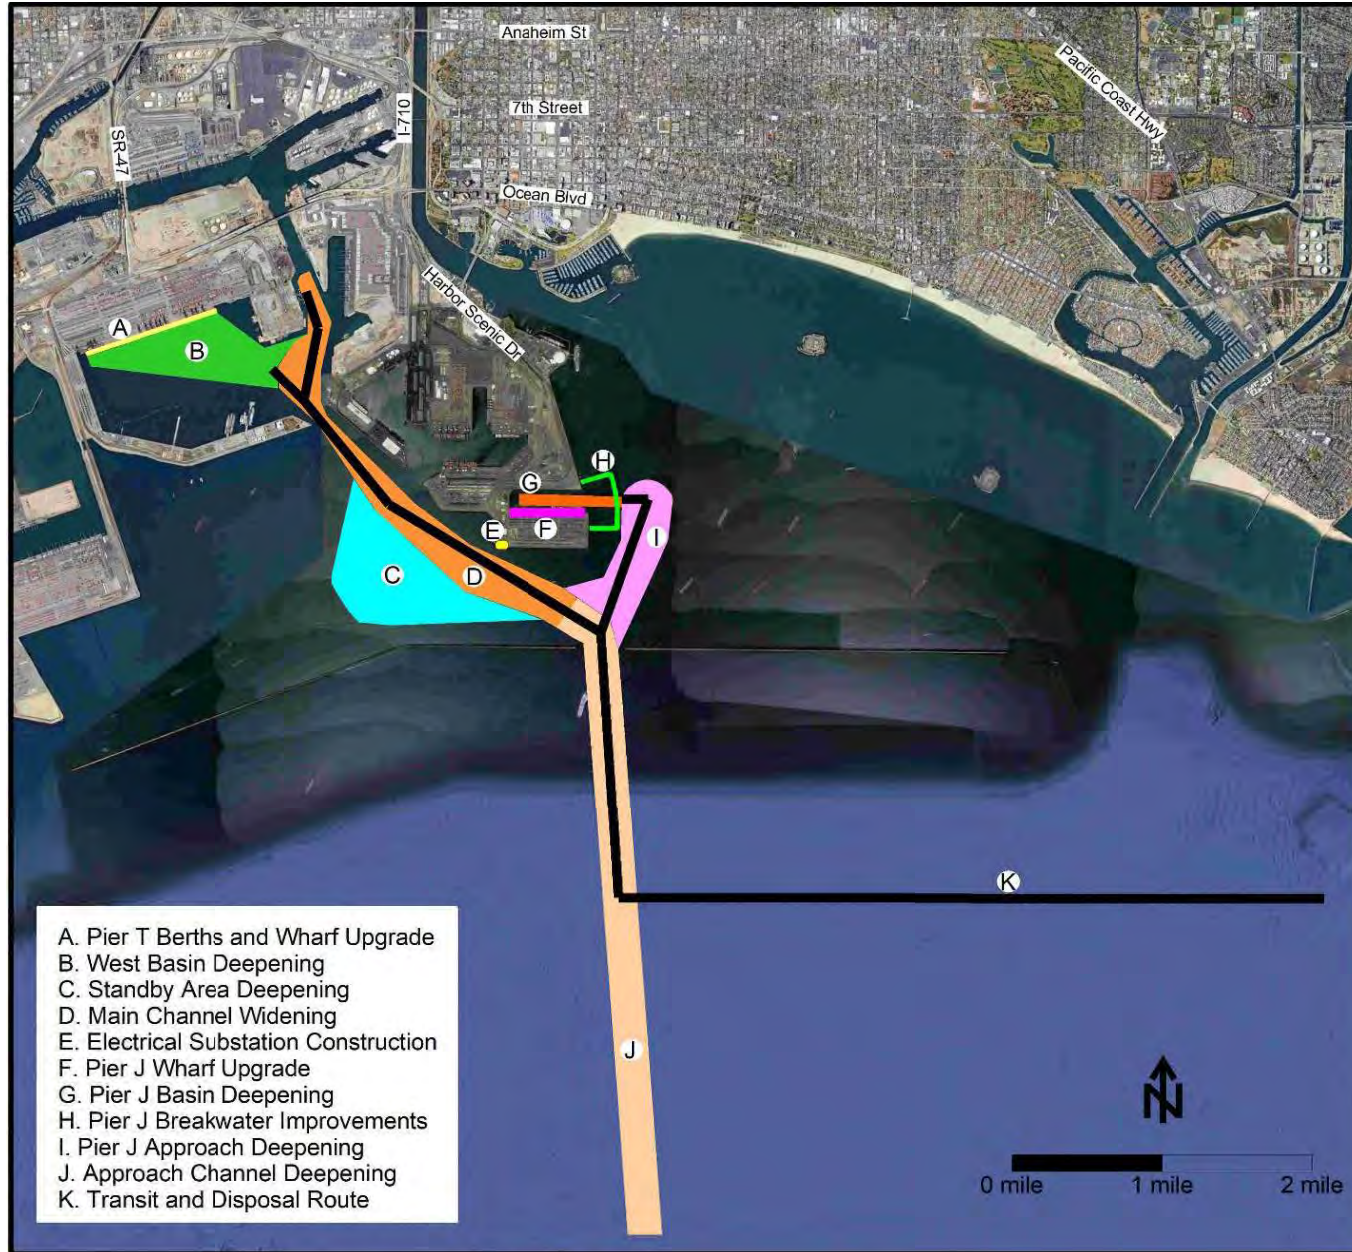 Anaheim St
Pacific Coast Hwy
7th Street
I-710
SR-47
Ocean Blvd
Harbor Scenic Dr
A
B
H
G
F
E
I
C
D
K
J
A. Pier T Berths and Wharf Upgrade
B. West Basin Deepening
C. Standby Area Deepening
D. Main Channel Widening
E. Electrical Substation Construction
F. Pier J Wharf Upgrade
G. Pier J Basin Deepening
H. Pier J Breakwater Improvements
I. Pier J Approach Deepening
J. Approach Channel Deepening
K. Transit and Disposal Route
N
0 mile 1 mile 2 mile